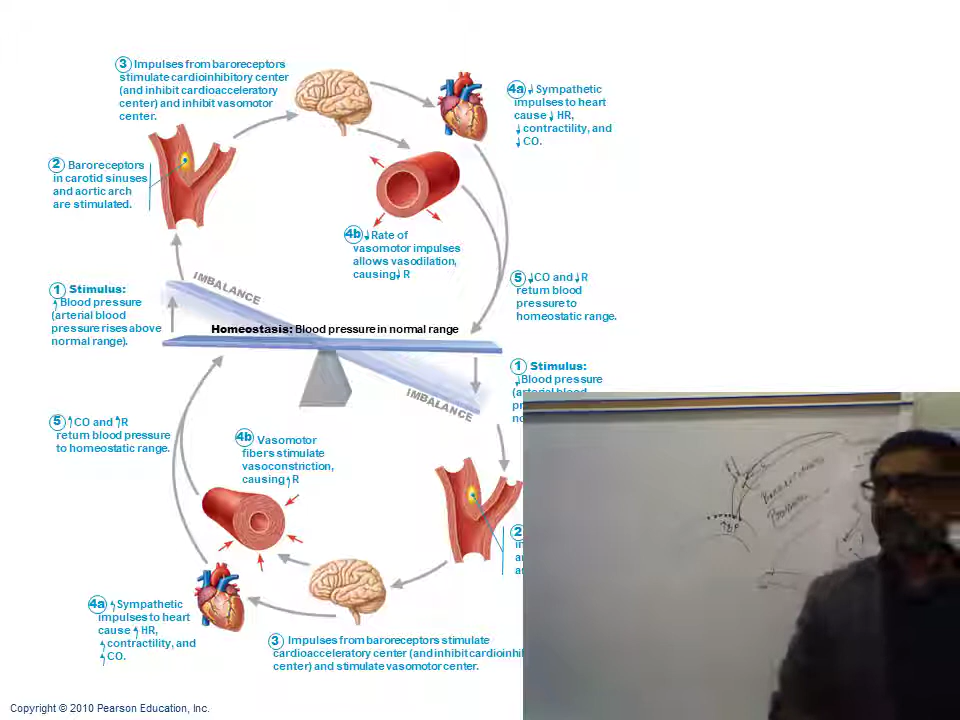 3 Impulses from baroreceptors
stimulate cardioinhibitory center
(and inhibit cardioacceleratory
center) and inhibit vasomotor
center.
4a ↓ Sympathetic
impulses to heart
cause ↓ HR,
↓ contractility, and
↓ CO.
2 Baroreceptors
in carotid sinuses
and aortic arch
are stimulated.
4b ↓ Rate of
vasomotor impulses
allows vasodilation,
causing ↓ R
5 ↓ CO and ↓ R
return blood
pressure to
homeostatic range.
IMBALANCE
1 Stimulus:
↑ Blood pressure
(arterial blood
pressure rises above
normal range).
Homeostasis: Blood pressure in normal range
1 Stimulus:
↓ Blood pressure
(arterial blood
IMBALANCE
5 ↑ CO and ↑ R
return blood pressure
to homeostatic range.
4b Vasomotor
fibers stimulate
vasoconstriction,
causing ↑ R
2
4a ↑ Sympathetic
impulses to heart
cause ↑ HR,
↑ contractility, and
↑ CO.
3 Impulses from baroreceptors stimulate
cardioacceleratory center (and inhibit cardioinhi
center) and stimulate vasomotor center.
Copyright © 2010 Pearson Education, Inc.